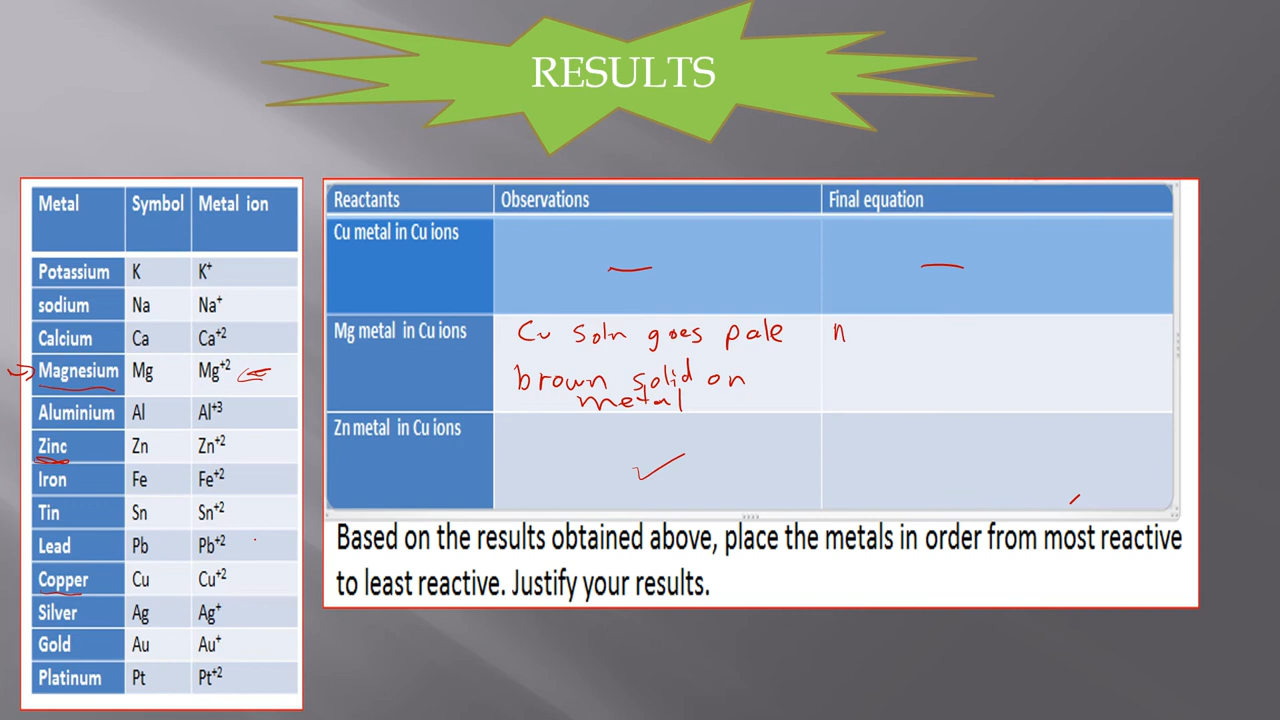 RESULTS
Metal Symbol Metal ion
Potassium K K+
sodium Na Na+
Calcium Ca Ca+2
Magnesium Mg Mg+2
Aluminium Al Al+3
Zinc Zn Zn+2
Iron Fe Fe+2
Tin Sn Sn+2
Lead Pb Pb+2
Copper Cu Cu+2
Silver Ag Ag+
Gold Au Au+
Platinum Pt Pt+2
Reactants Observations Final equation
Cu metal in Cu ions
Mg metal in Cu ions Cu soln goes pale n
brown solid on
metal
Zn metal in Cu ions
Based on the results obtained above, place the metals in order from most reactive
to least reactive. Justify your results.